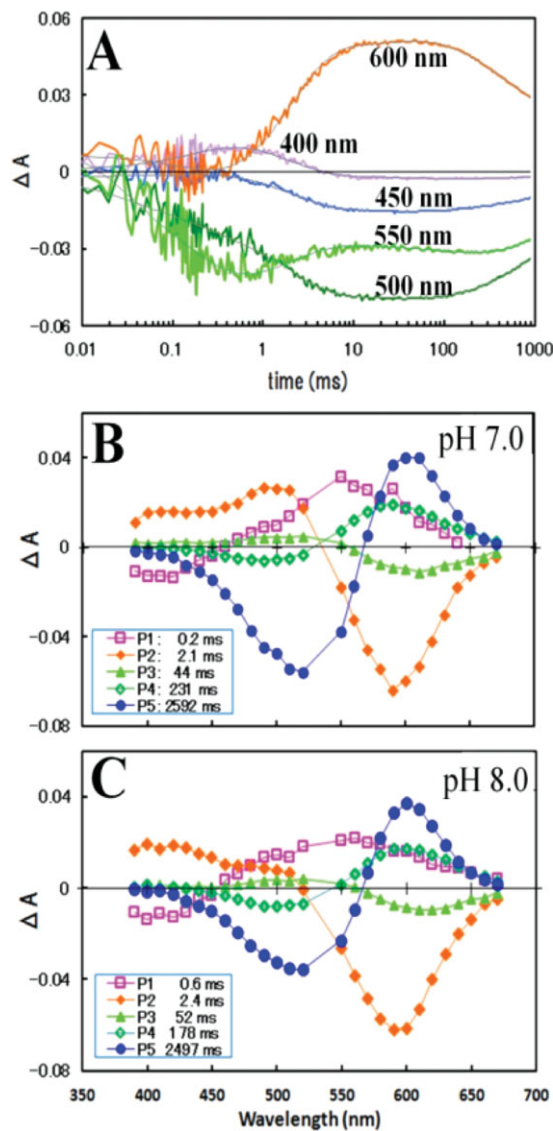 0.06
A
600 nm
0.03
400 nm
0
450 nm
Δ A
550 nm
−0.03
500 nm
−0.06
0.01 0.1 1 10 100 1000
time (ms)
B
pH 7.0
0.04
0
Δ A
−0.04
P1: 0.2 ms
P2: 2.1 ms
P3: 44 ms
P4: 231 ms
P5: 2592 ms
−0.08
C
pH 8.0
0.04
0
Δ A
−0.04
P1 0.6 ms
P2 2.4 ms
P3 52 ms
P4 178 ms
P5 2497 ms
−0.08
350 400 450 500 550 600 650 700
Wavelength (nm)